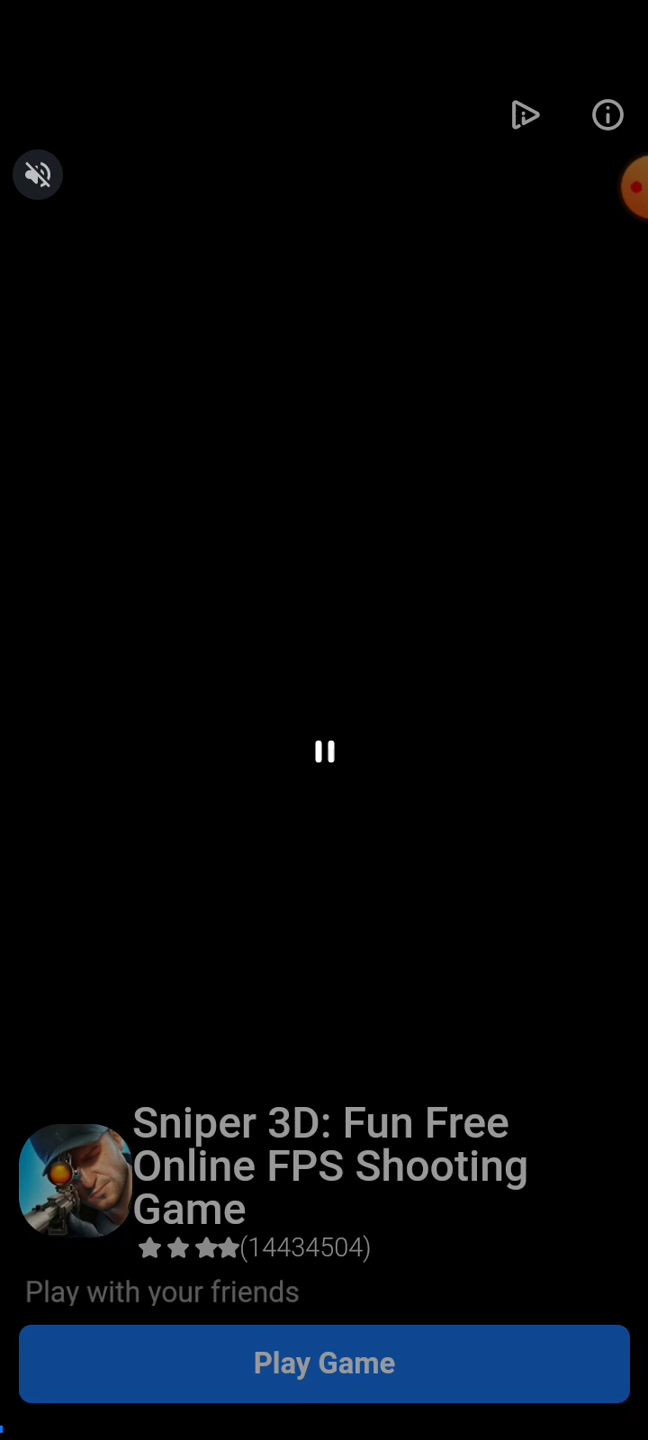 Sniper 3D: Fun Free
Online FPS Shooting
Game
(14434504)
Play with your friends
Play Game